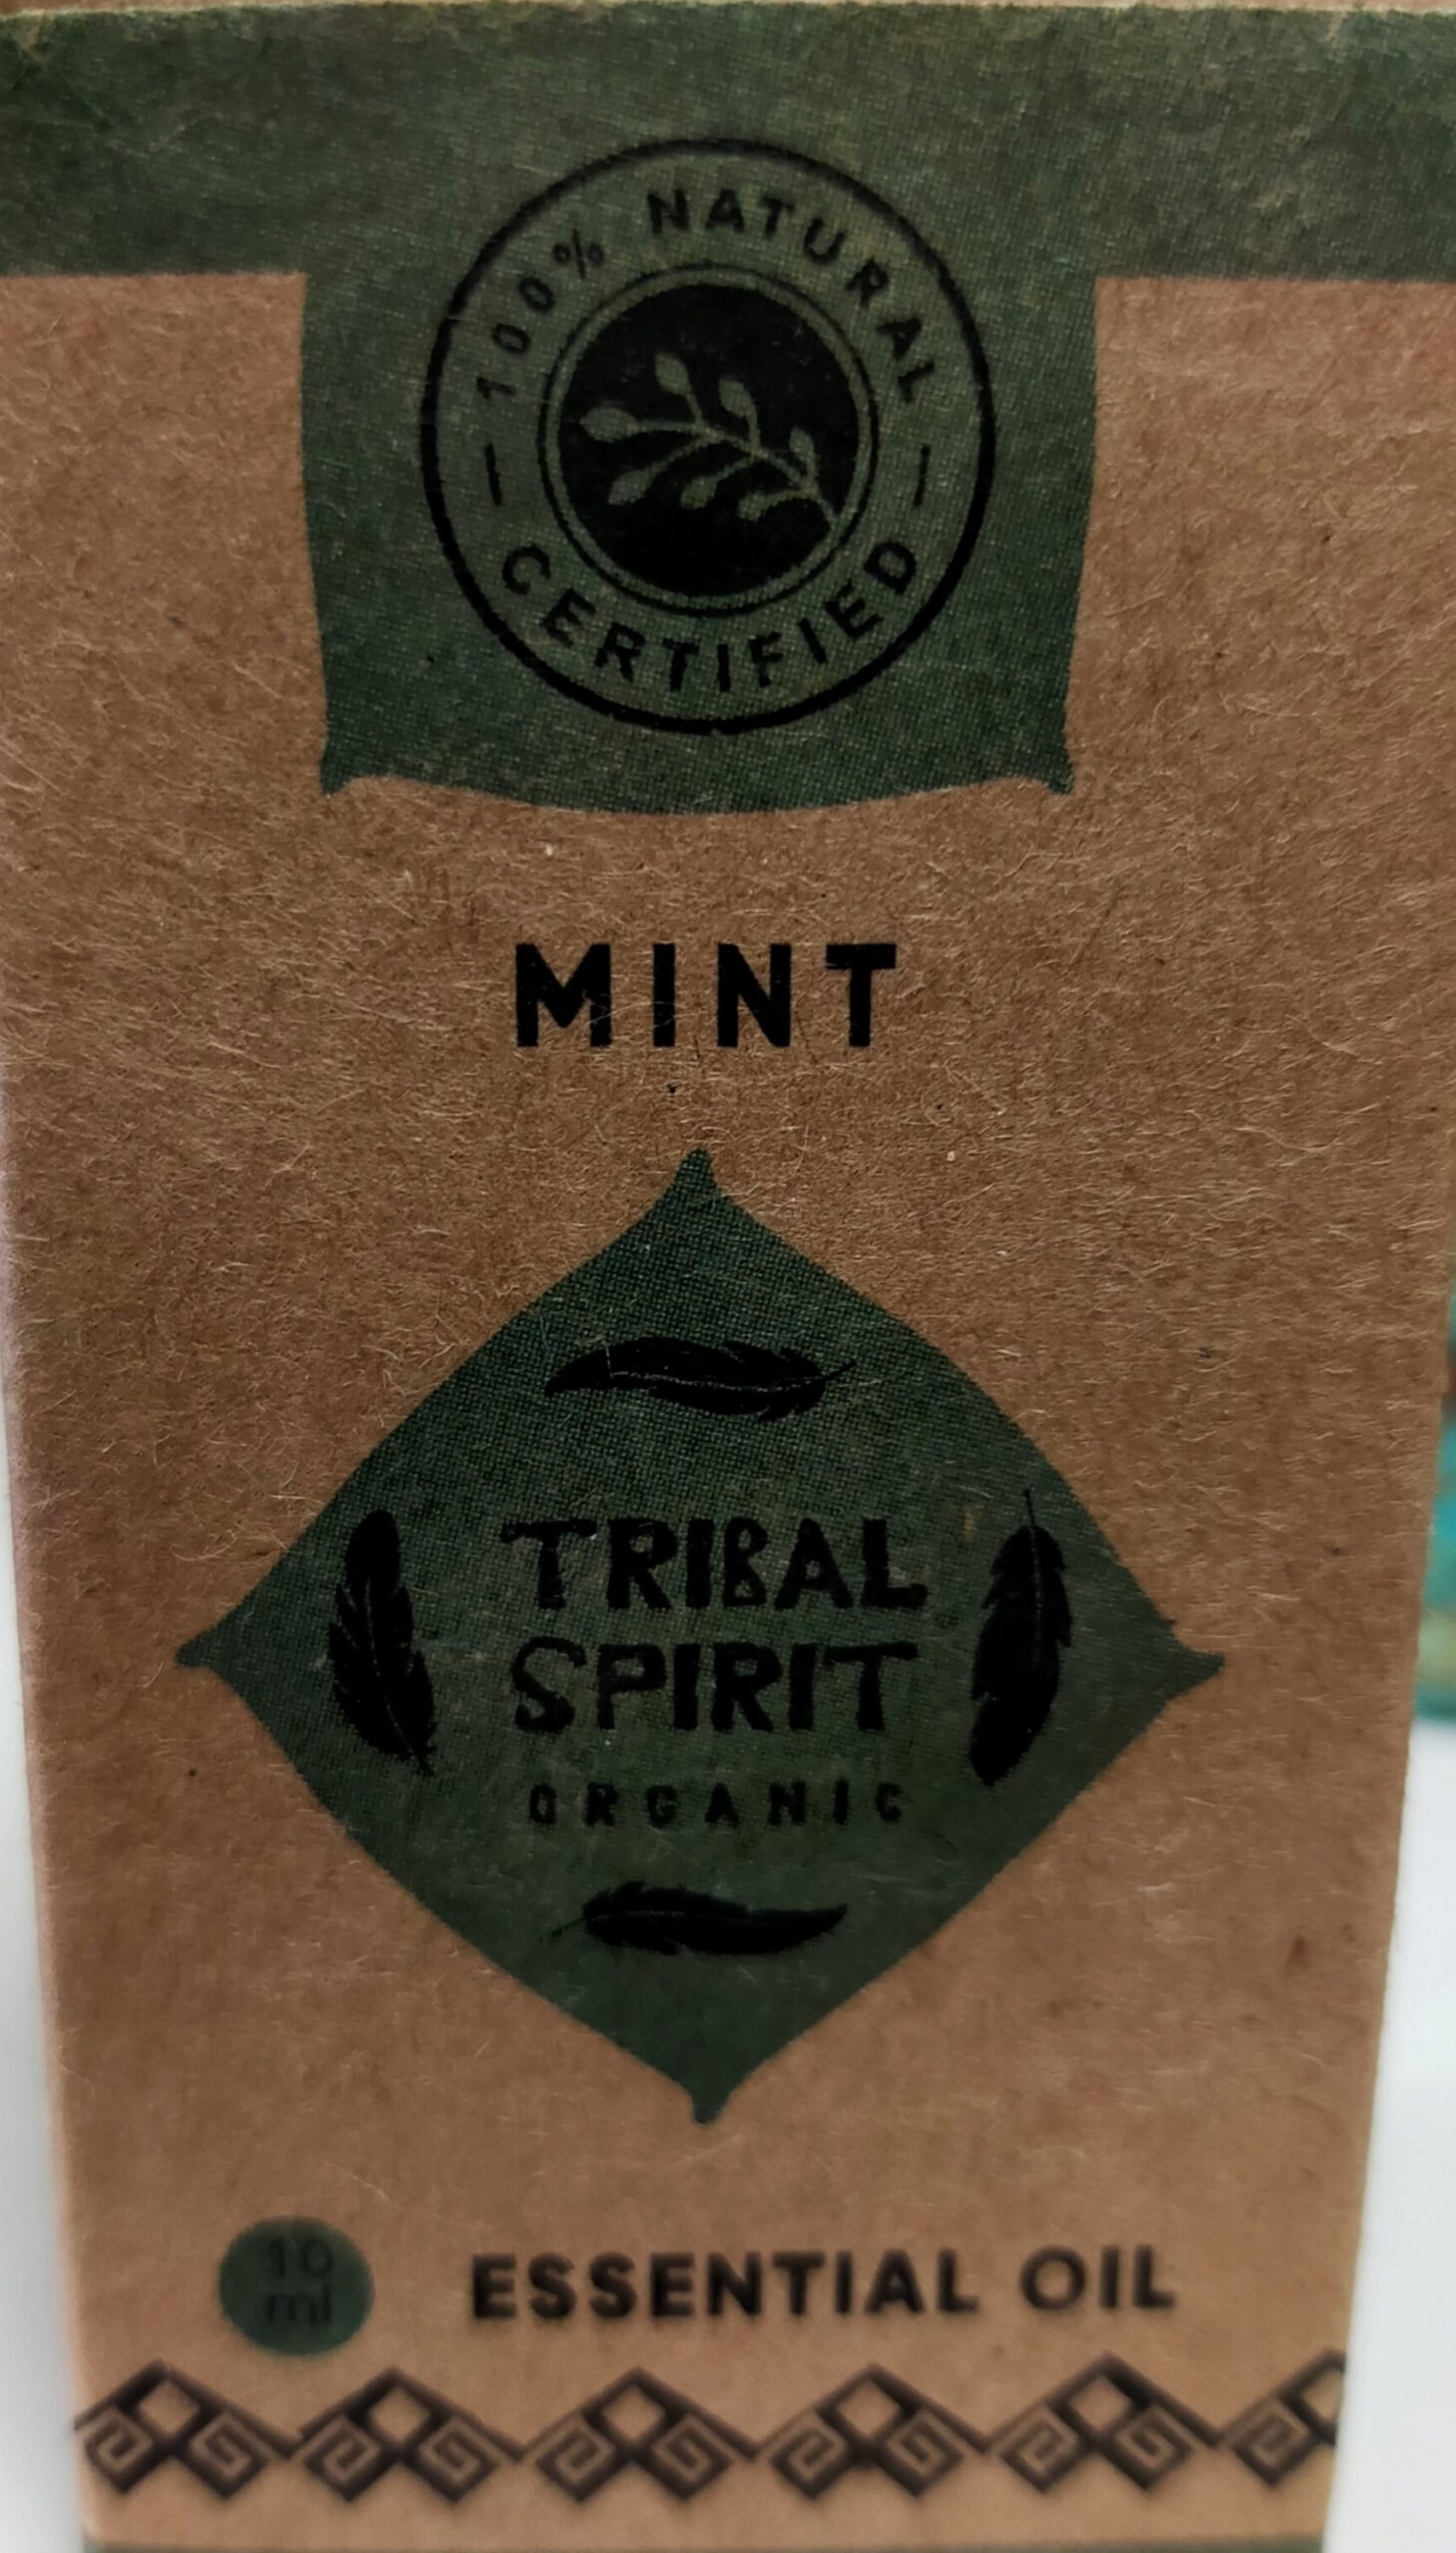 100% NATURAL
CERTIFIED
MINT
TRIBAL
SPIRIT
ORGANIC
10
ml
ESSENTIAL OIL